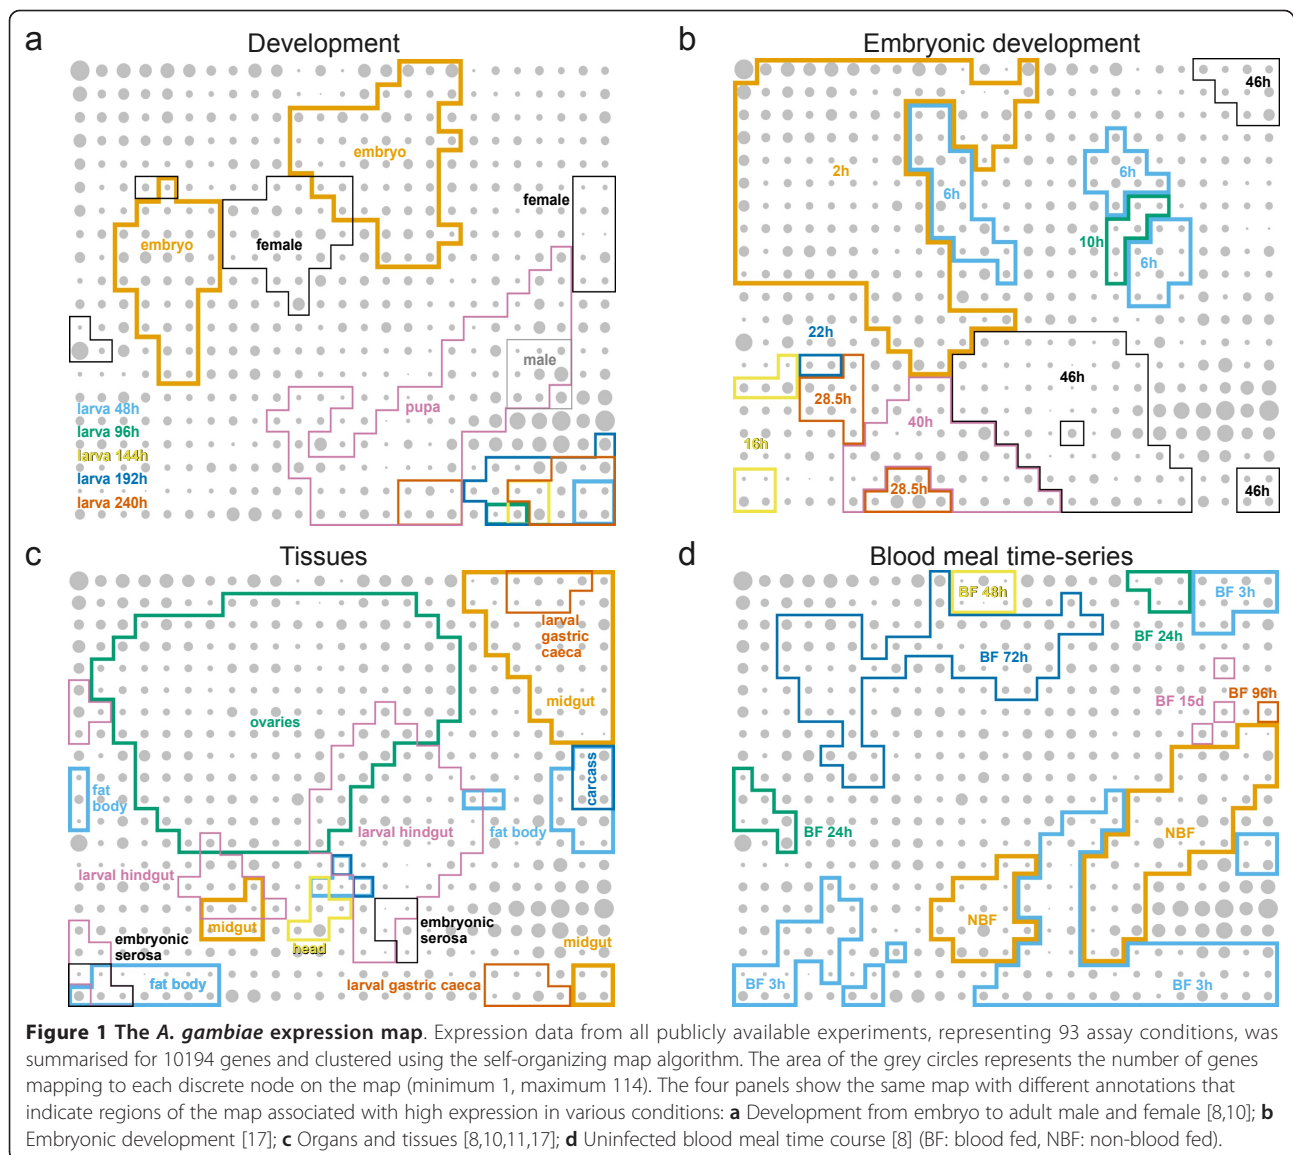 a
Development
embryo
embryo
female
female
male
pupa
larva 48h
larva 96h
larva 144h
larva 192h
larva 240h
b
Embryonic development
46h
2h
6h
6h
10h
6h
22h
46h
28.5h
40h
16h
28.5h
46h
c
Tissues
larval
gastric
caeca
midgut
ovaries
carcass
fat
body
larval hindgut
fat body
larval hindgut
midgut
head
embryonic
serosa
embryonic
serosa
midgut
fat body
larval gastric caeca
d
Blood meal time-series
BF 48h
BF 3h
BF 24h
BF 72h
BF 96h
BF 15d
BF 24h
NBF
NBF
BF 3h
BF 3h
Figure 1 The A. gambiae expression map. Expression data from all publicly available experiments, representing 93 assay conditions, was
summarised for 10194 genes and clustered using the self-organizing map algorithm. The area of the grey circles represents the number of genes
mapping to each discrete node on the map (minimum 1, maximum 114). The four panels show the same map with different annotations that
indicate regions of the map associated with high expression in various conditions: a Development from embryo to adult male and female [8,10]; b
Embryonic development [17]; c Organs and tissues [8,10,11,17]; d Uninfected blood meal time course [8] (BF: blood fed, NBF: non-blood fed).